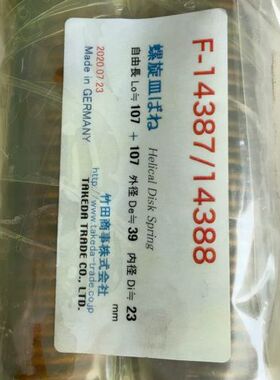 F-14387/14388
螺旋皿ばね Helical Disk Spring
自由長 Lo≒107 + 107 外径 De≒39 内径 Di≒23
mm
竹田商事株式会社
http://www.takeda-trade.co.jp
TAKEDA TRADE CO., LTD.
2020.07.23
Made in GERMANY